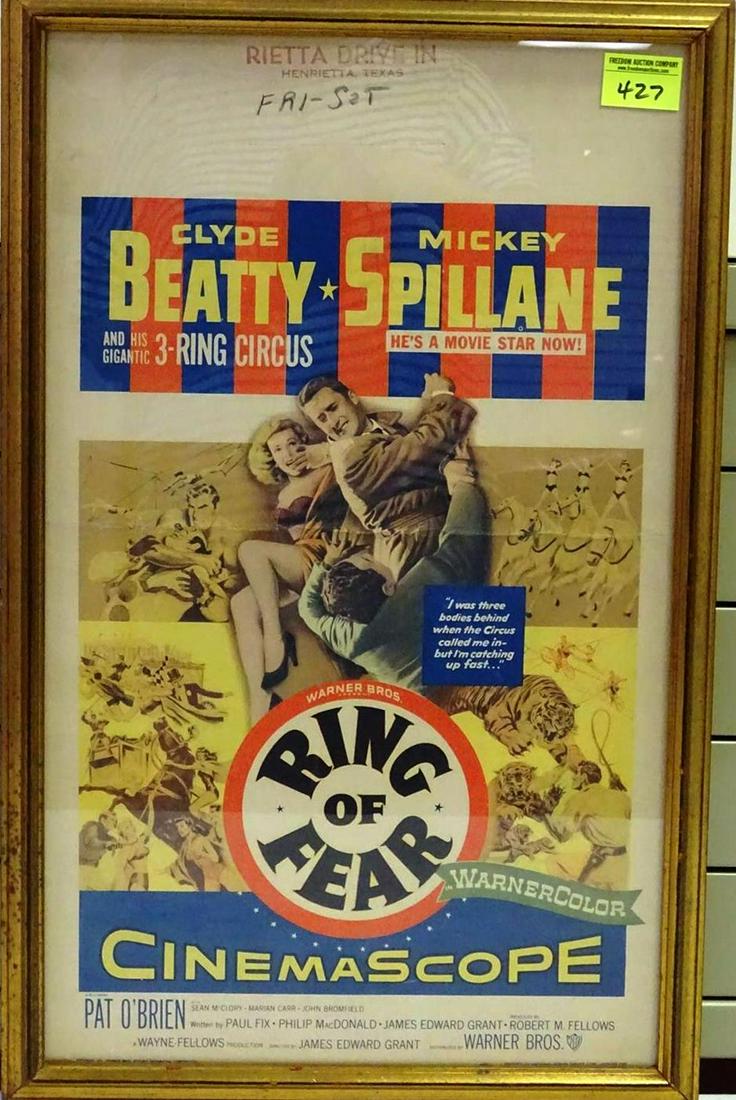 RIETTA DRIVE IN
HENRIETTA, TEXAS
FRI-SAT
FREEDOM AUCTION COMPANY
427
CLYDE BEATTY ★ MICKEY SPILLANE
AND HIS GIGANTIC 3-RING CIRCUS
HE'S A MOVIE STAR NOW!
"I was three
bodies behind
when the Circus
called me in-
but I'm catching
up fast..."
WARNER BROS.
RING
OF
FEAR
WARNERCOLOR
CINEMASCOPE
PAT O'BRIEN
SEAN McCLORY - MARIAN CARR - JOHN BROMFIELD
Written by PAUL FIX • PHILIP MacDONALD • JAMES EDWARD GRANT • ROBERT M. FELLOWS
A WAYNE-FELLOWS PRODUCTION DIRECTED BY JAMES EDWARD GRANT DISTRIBUTED BY WARNER BROS.